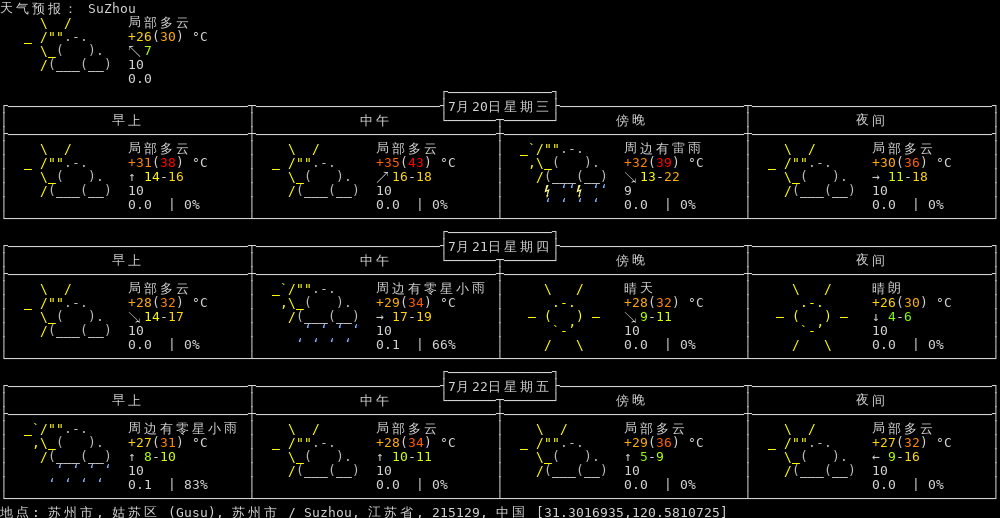 天气预报: SuZhou
局部多云
+26(30) °C
↖ 7
10
0.0
7月20日星期三
早上 中午 傍晚 夜间
局部多云 局部多云 周边有雷雨 局部多云
+31(38) °C +35(43) °C +32(39) °C +30(36) °C
↑ 14-16 ↗ 16-18 ↘ 13-22 → 11-18
10 10 9 10
0.0 | 0% 0.0 | 0% 0.0 | 0% 0.0 | 0%
7月21日星期四
早上 中午 傍晚 夜间
局部多云 周边有零星小雨 晴天 晴朗
+28(32) °C +29(34) °C +28(32) °C +26(30) °C
↘ 14-17 → 17-19 ↘ 9-11 ↓ 4-6
10 10 10 10
0.0 | 0% 0.1 | 66% 0.0 | 0% 0.0 | 0%
7月22日星期五
早上 中午 傍晚 夜间
周边有零星小雨 局部多云 局部多云 局部多云
+27(31) °C +28(34) °C +29(36) °C +27(32) °C
↑ 8-10 ↑ 10-11 ↑ 5-9 ← 9-16
10 10 10 10
0.1 | 83% 0.0 | 0% 0.0 | 0% 0.0 | 0%
地点: 苏州市, 姑苏区 (Gusu), 苏州市 / Suzhou, 江苏省, 215129, 中国 [31.3016935,120.5810725]